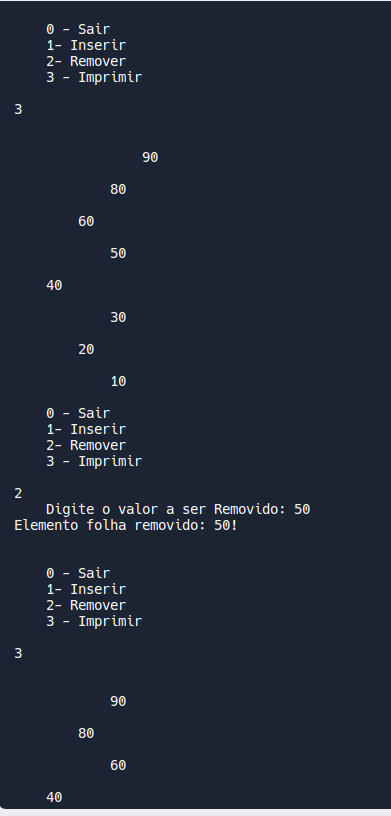 0 - Sair
1- Inserir
2- Remover
3 - Imprimir
3
90
80
60
50
40
30
20
10
0 - Sair
1- Inserir
2- Remover
3 - Imprimir
2
Digite o valor a ser Removido: 50
Elemento folha removido: 50!
0 - Sair
1- Inserir
2- Remover
3 - Imprimir
3
90
80
60
40